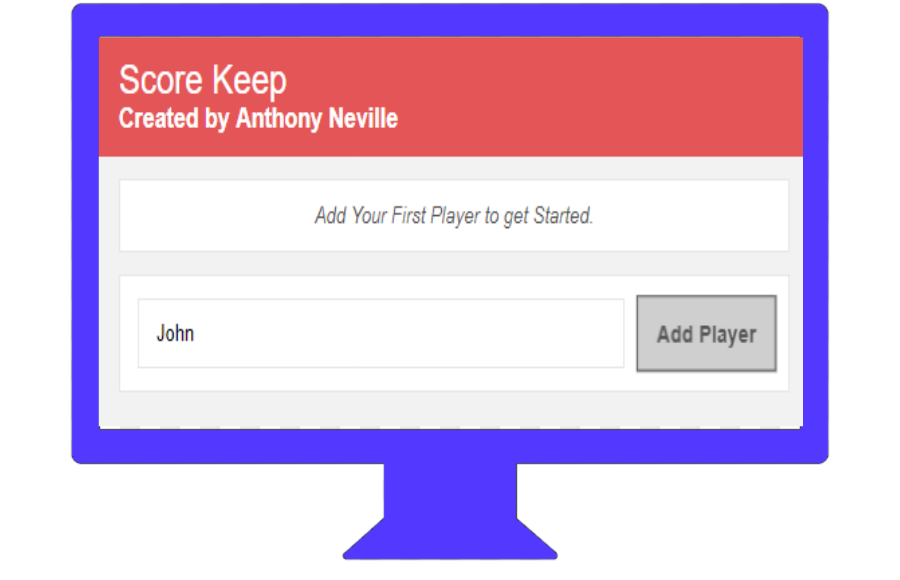 Score Keep
Created by Anthony Neville
Add Your First Player to get Started.
John
Add Player